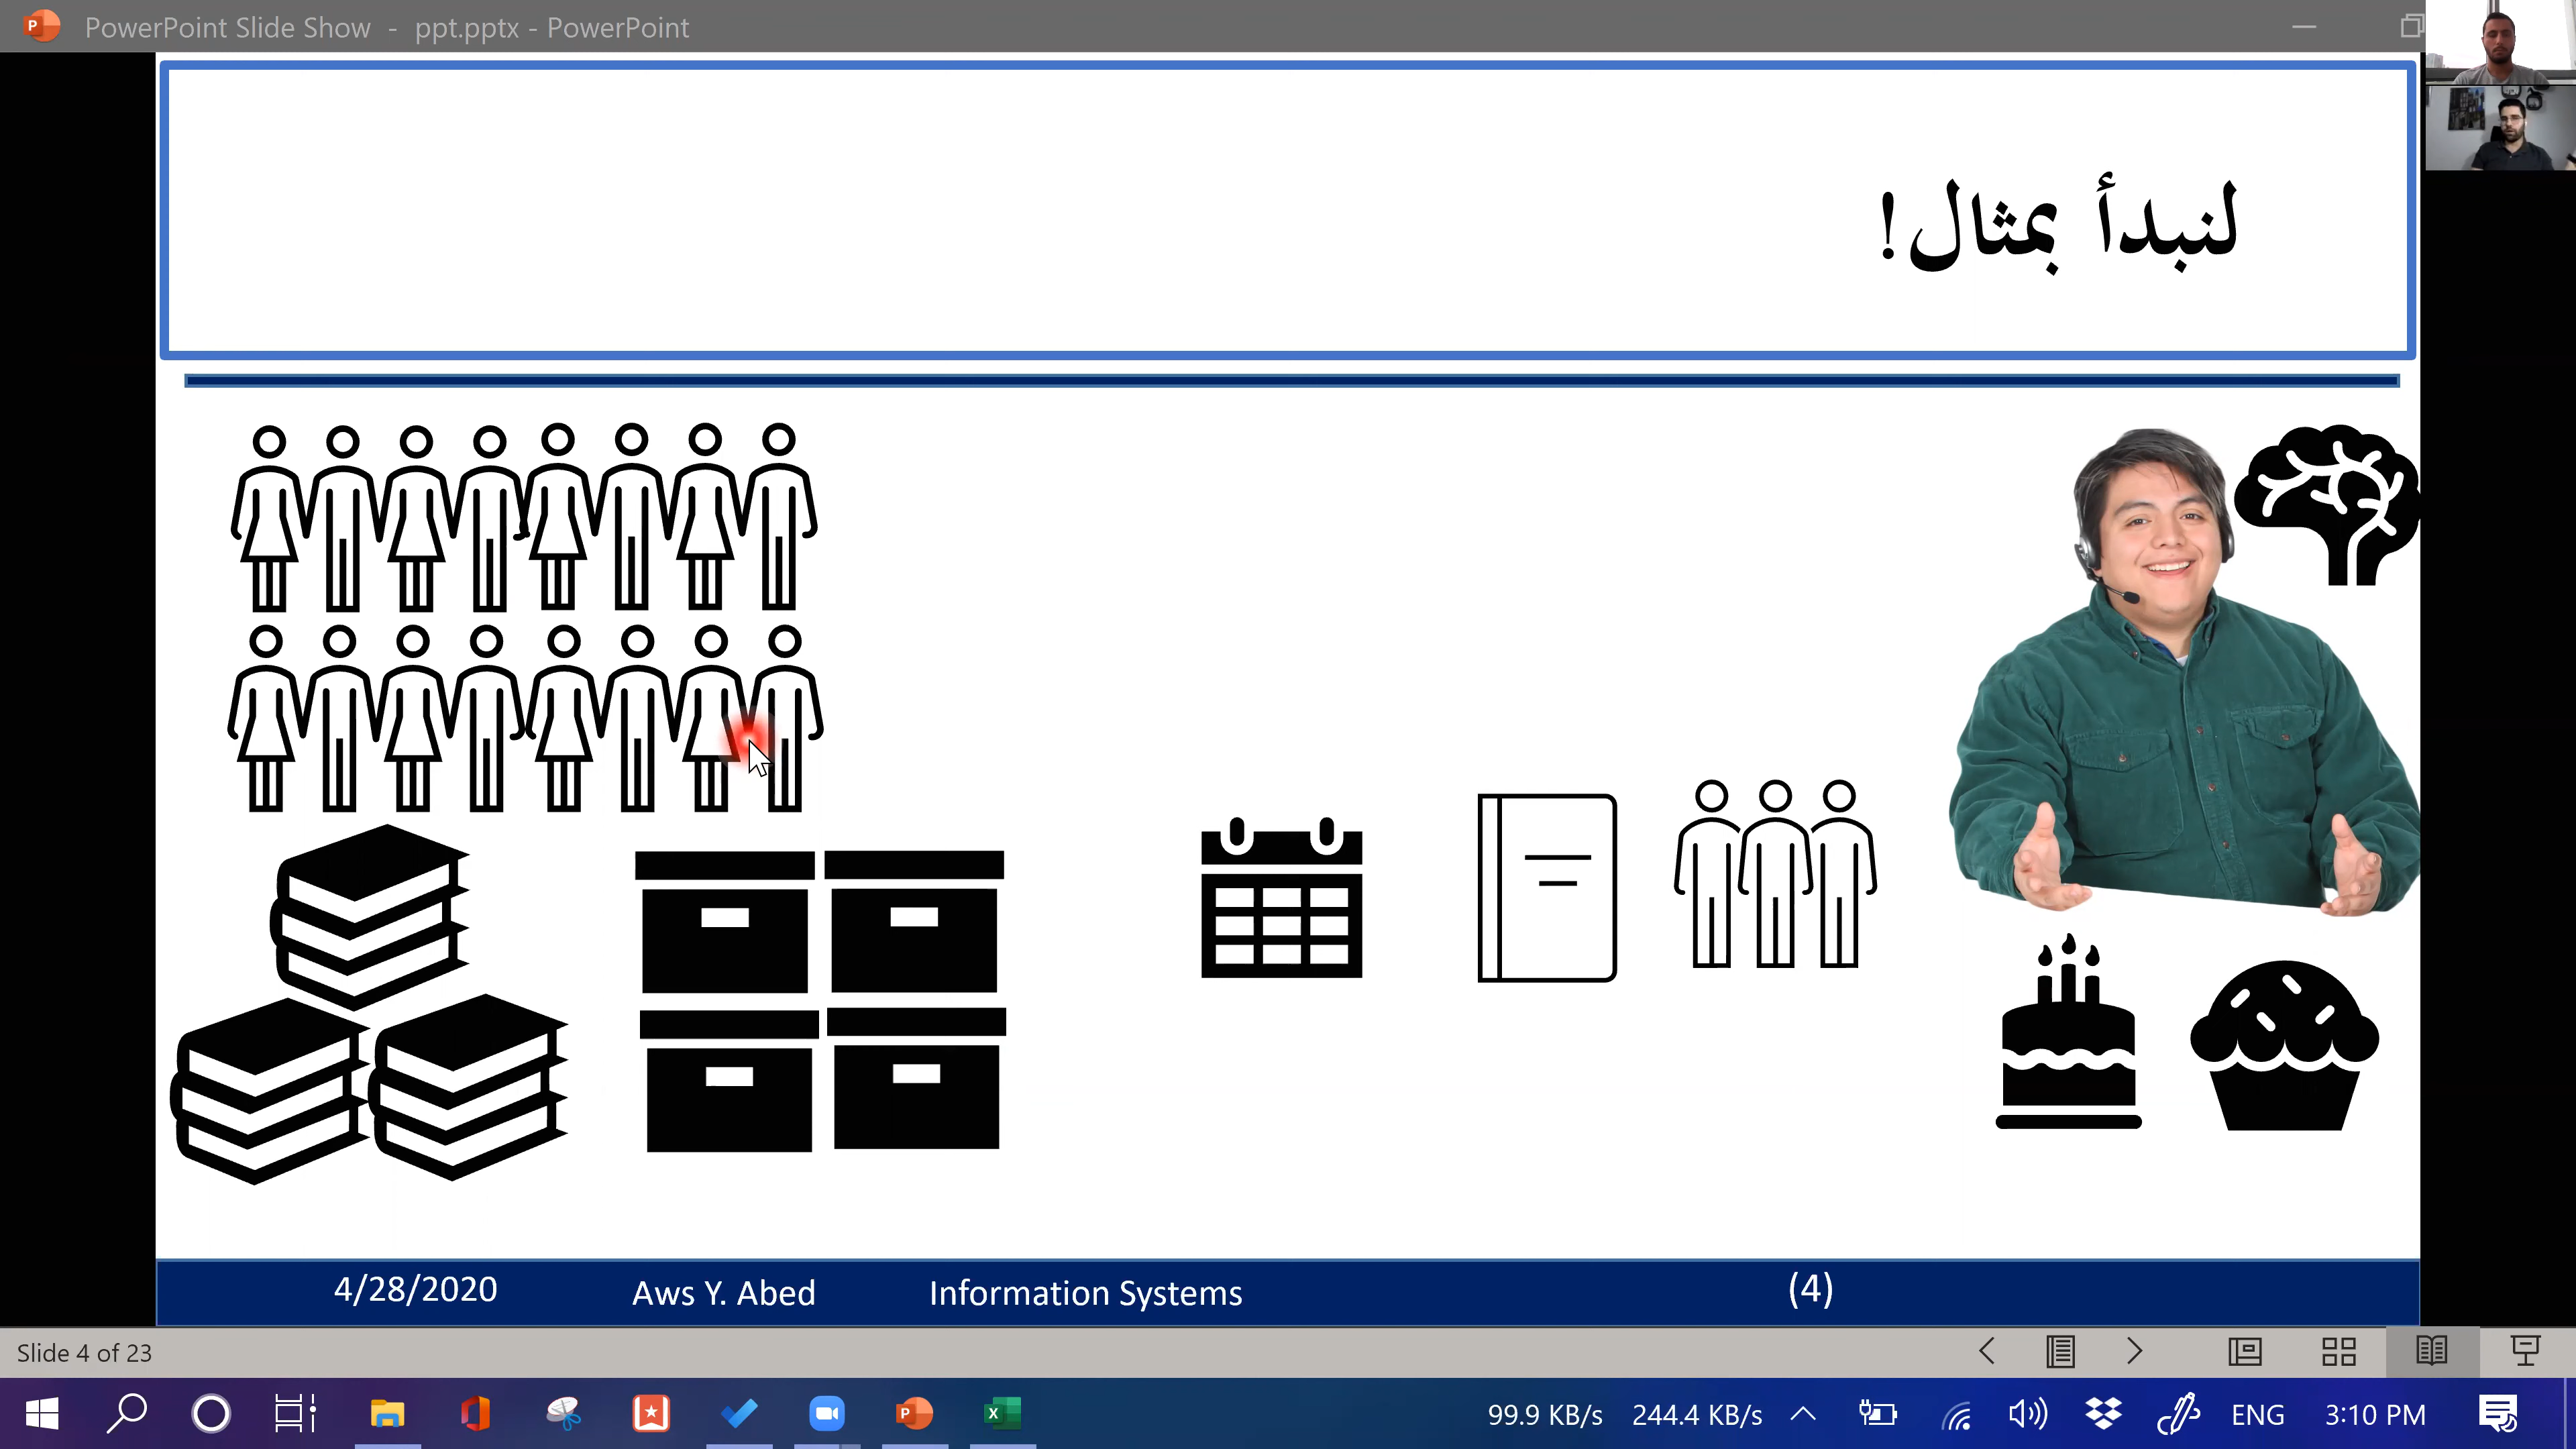 PowerPoint Slide Show - ppt.pptx - PowerPoint
لنبدأ بمثال!
4/28/2020 Aws Y. Abed Information Systems (4)
Slide 4 of 23
99.9 KB/s 244.4 KB/s ENG 3:10 PM